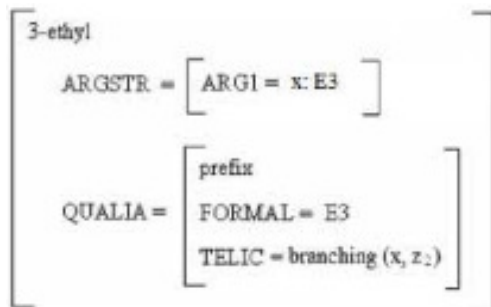 3-ethyl
ARGSTR = [ARG1 = x: E3]
prefix
QUALIA = [FORMAL = E3
TELIC = branching (x, z₂)]